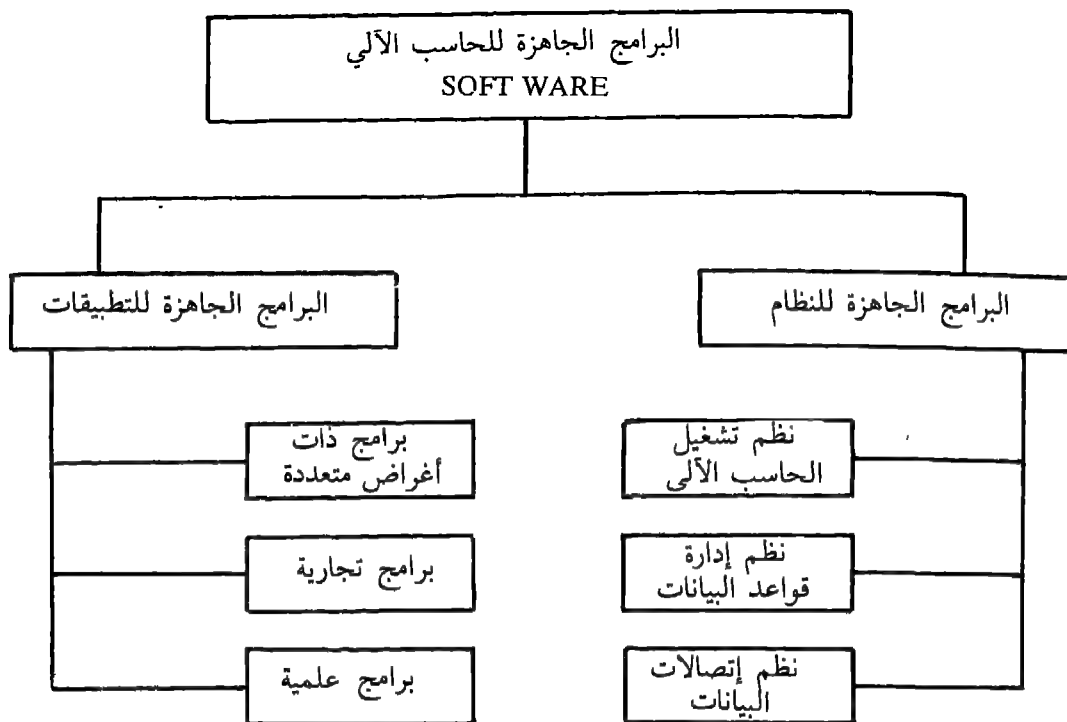 البرامج الجاهزة للحاسب الآلي
SOFT WARE
البرامج الجاهزة للنظام
البرامج الجاهزة للتطبيقات
نظم تشغيل
الحاسب الآلى
نظم إدارة
قواعد البيانات
نظم إتصالات
البيانات
برامج ذات
أغراض متعددة
برامج تجارية
برامج علمية